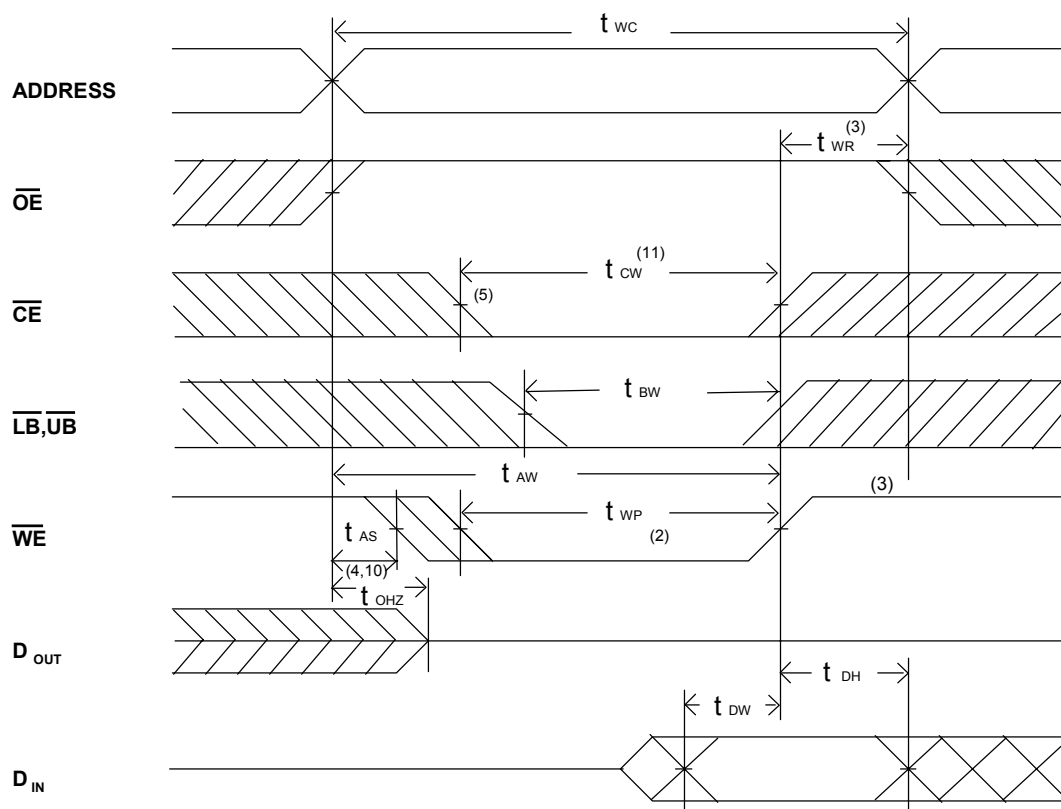 t WC
ADDRESS
t WR (3)
OE
t CW (11)
CE
(5)
t BW
LB,UB
t AW
(3)
t WP
WE
t AS
(2)
(4,10)
t OHZ
D OUT
t DH
t DW
D IN